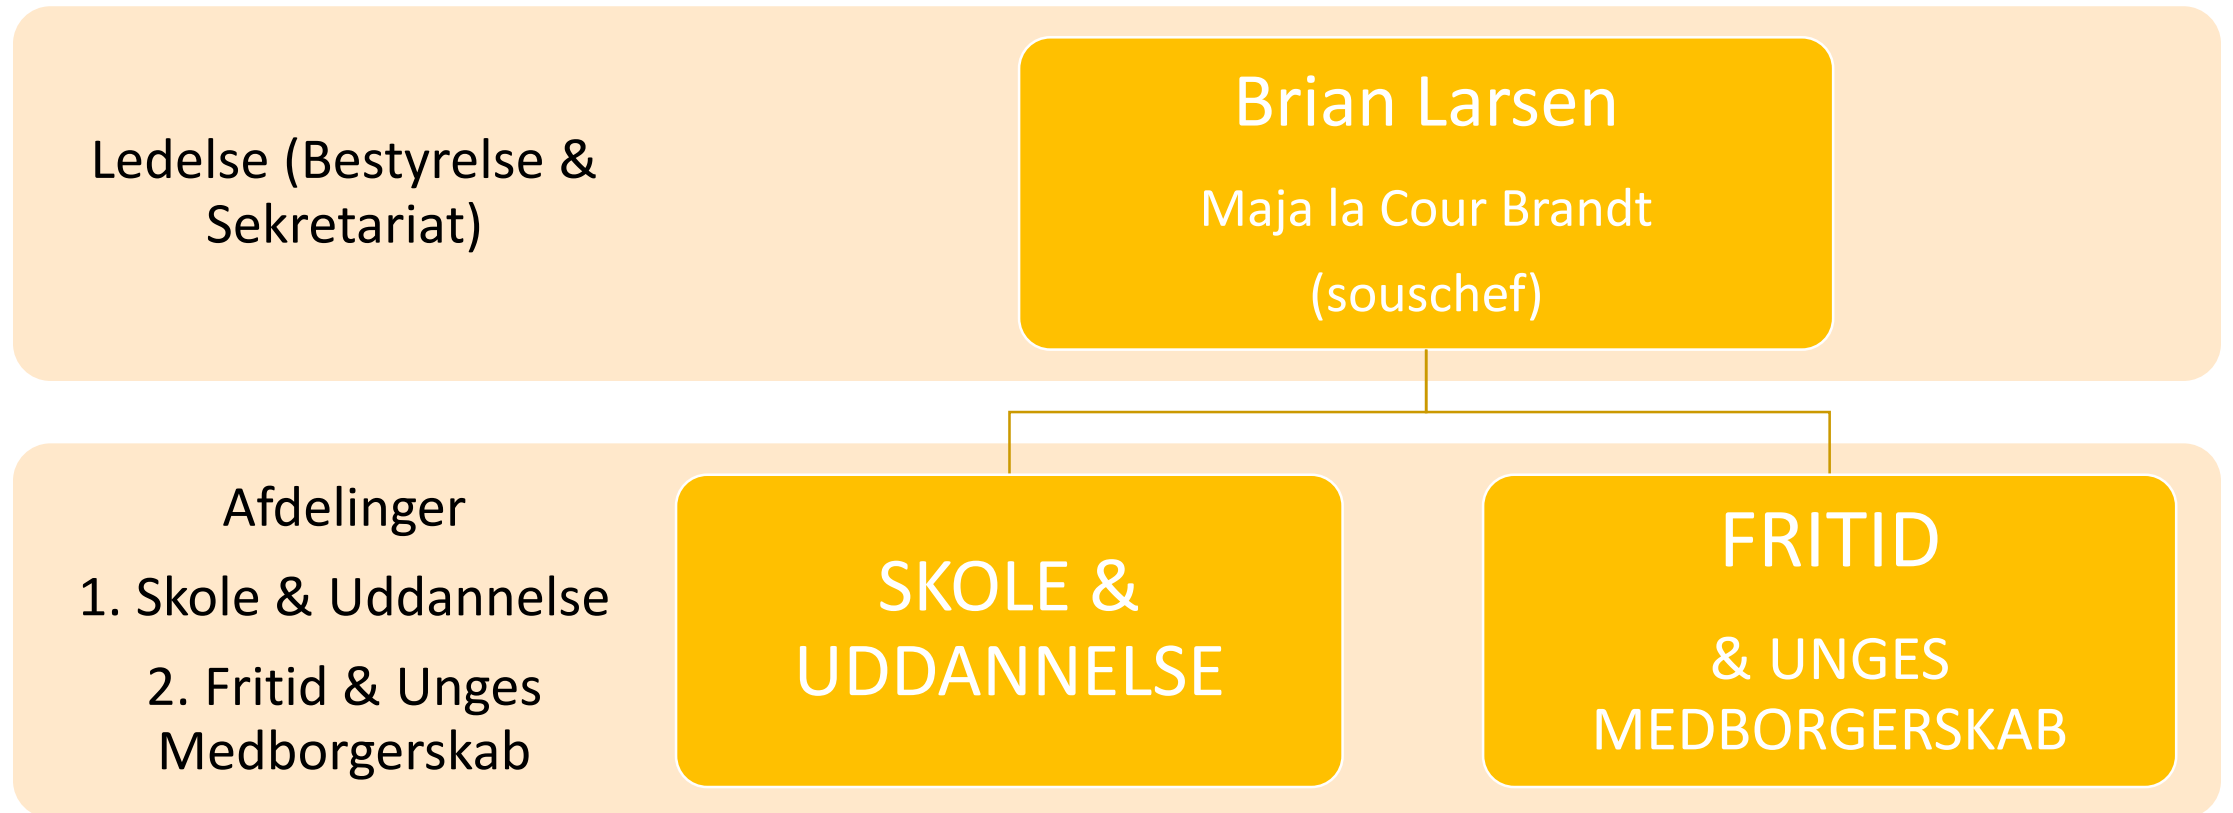 Ledelse (Bestyrelse &
Sekretariat)
Brian Larsen
Maja la Cour Brandt
(souschef)
Afdelinger
1. Skole & Uddannelse
2. Fritid & Unges
Medborgerskab
SKOLE &
UDDANNELSE
FRITID
& UNGES
MEDBORGERSKAB